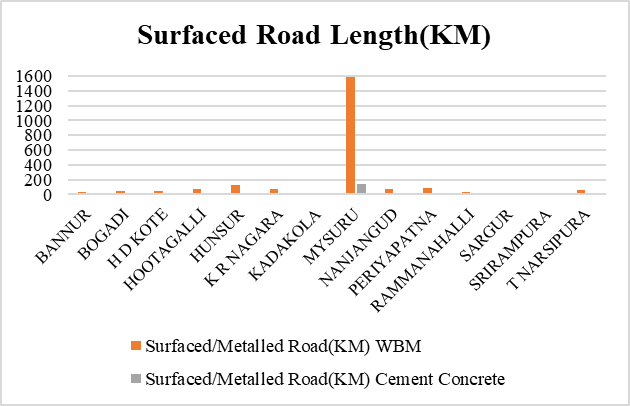 Surfaced Road Length(KM)
1600
1400
1200
1000
800
600
400
200
0
BANNUR
BOGADI
H D KOTE
HOOTAGALLI
HUNSUR
K R NAGARA
KADAKOLA
MYSURU
NANJANGUD
PERIYAPATNA
RAMMANAHALLI
SARGUR
SRIRAMPURA
T NARSIPURA
Surfaced/Metalled Road(KM) WBM
Surfaced/Metalled Road(KM) Cement Concrete